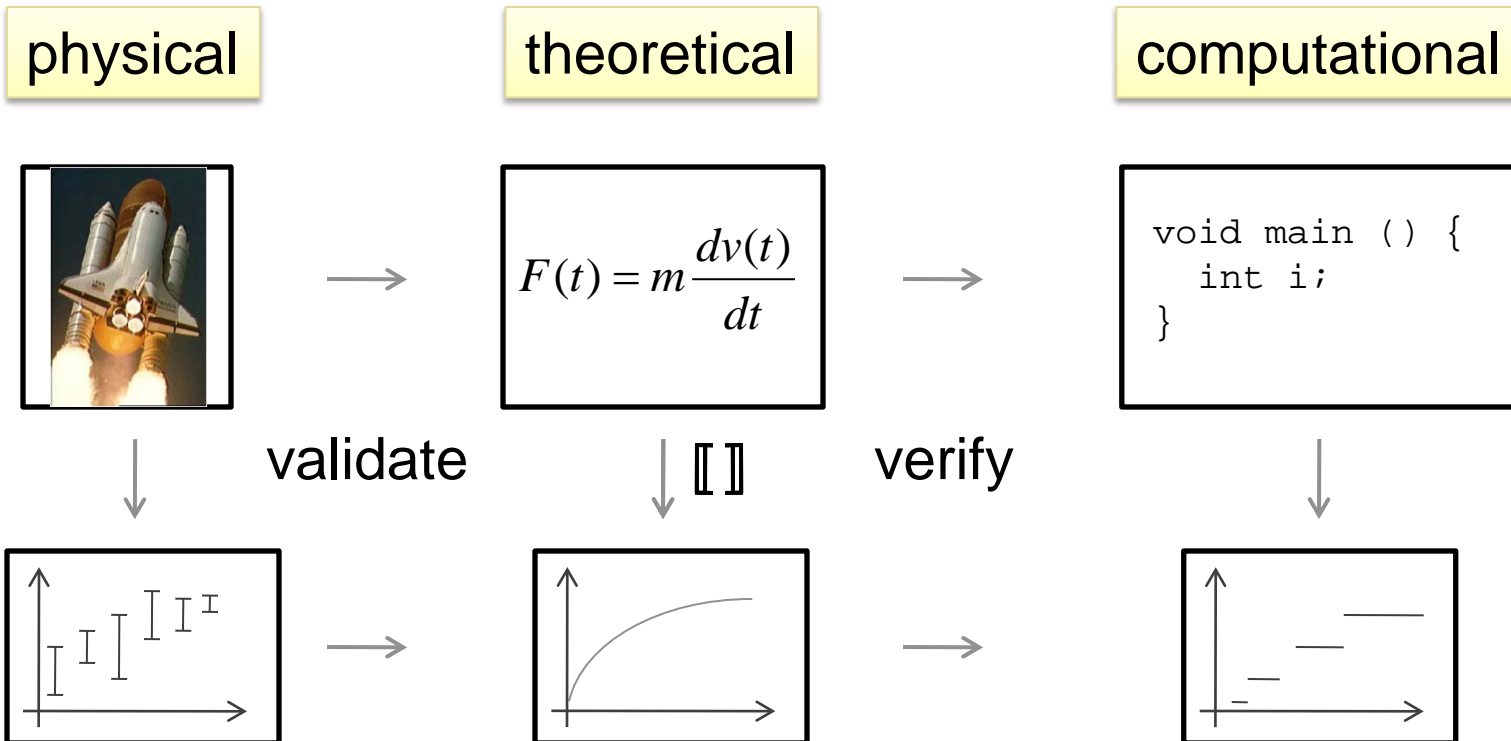 physical
theoretical
computational
F(t) = m dv(t)/dt
void main () {
int i;
}
validate
⟦ ⟧
verify